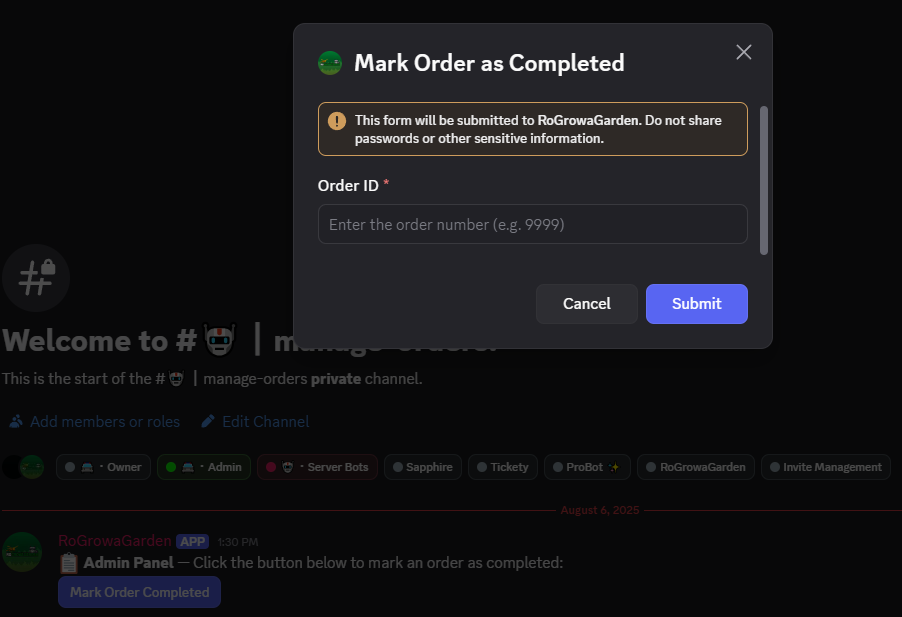 Mark Order as Completed
This form will be submitted to RoGrowaGarden. Do not share
passwords or other sensitive information.
Order ID *
Enter the order number (e.g. 9999)
Cancel
Submit
Welcome to # | manage-orders!
This is the start of the # | manage-orders private channel.
Add members or roles
Edit Channel
· Owner
· Admin
· Server Bots
Sapphire
Tickety
ProBot ✨
RoGrowaGarden
Invite Management
August 6, 2025
RoGrowaGarden APP 1:30 PM
📋 Admin Panel — Click the button below to mark an order as completed:
Mark Order Completed